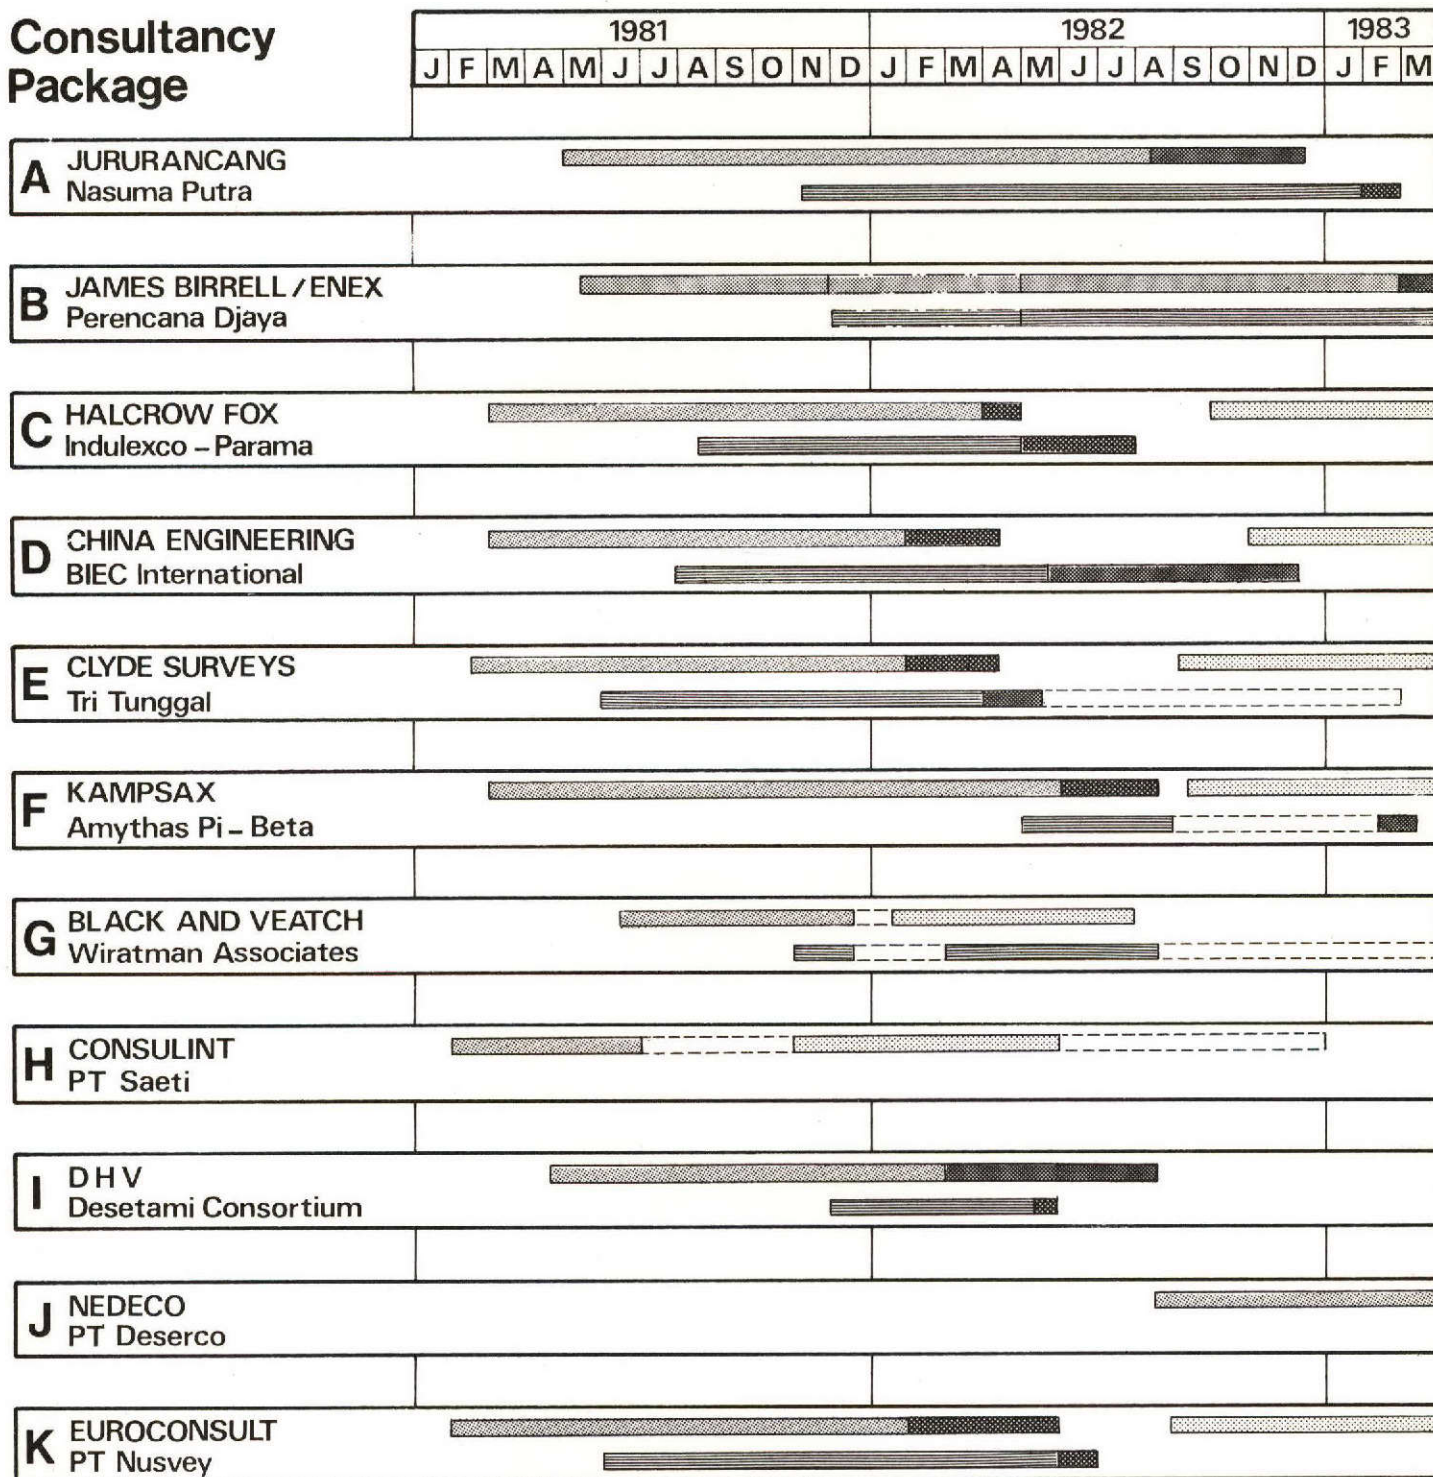 Consultancy
Package
1981 1982 1983
J F M A M J J A S O N D J F M A M J J A S O N D J F M
A JURURANCANG
Nasuma Putra
B JAMES BIRRELL / ENEX
Perencana Djaya
C HALCROW FOX
Indulexco – Parama
D CHINA ENGINEERING
BIEC International
E CLYDE SURVEYS
Tri Tunggal
F KAMPSAX
Amythas Pi – Beta
G BLACK AND VEATCH
Wiratman Associates
H CONSULINT
PT Saeti
I DHV
Desetami Consortium
J NEDECO
PT Deserco
K EUROCONSULT
PT Nusvey